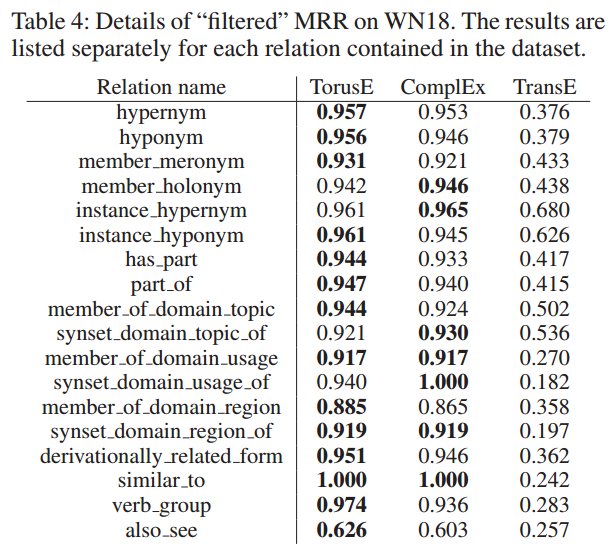 Table 4: Details of “filtered” MRR on WN18. The results are
listed separately for each relation contained in the dataset.
Relation name TorusE ComplEx TransE
hypernym 0.957 0.953 0.376
hyponym 0.956 0.946 0.379
member_meronym 0.931 0.921 0.433
member_holonym 0.942 0.946 0.438
instance_hypernym 0.961 0.965 0.680
instance_hyponym 0.961 0.945 0.626
has_part 0.944 0.933 0.417
part_of 0.947 0.940 0.415
member_of_domain_topic 0.944 0.924 0.502
synset_domain_topic_of 0.921 0.930 0.536
member_of_domain_usage 0.917 0.917 0.270
synset_domain_usage_of 0.940 1.000 0.182
member_of_domain_region 0.885 0.865 0.358
synset_domain_region_of 0.919 0.919 0.197
derivationally_related_form 0.951 0.946 0.362
similar_to 1.000 1.000 0.242
verb_group 0.974 0.936 0.283
also_see 0.626 0.603 0.257